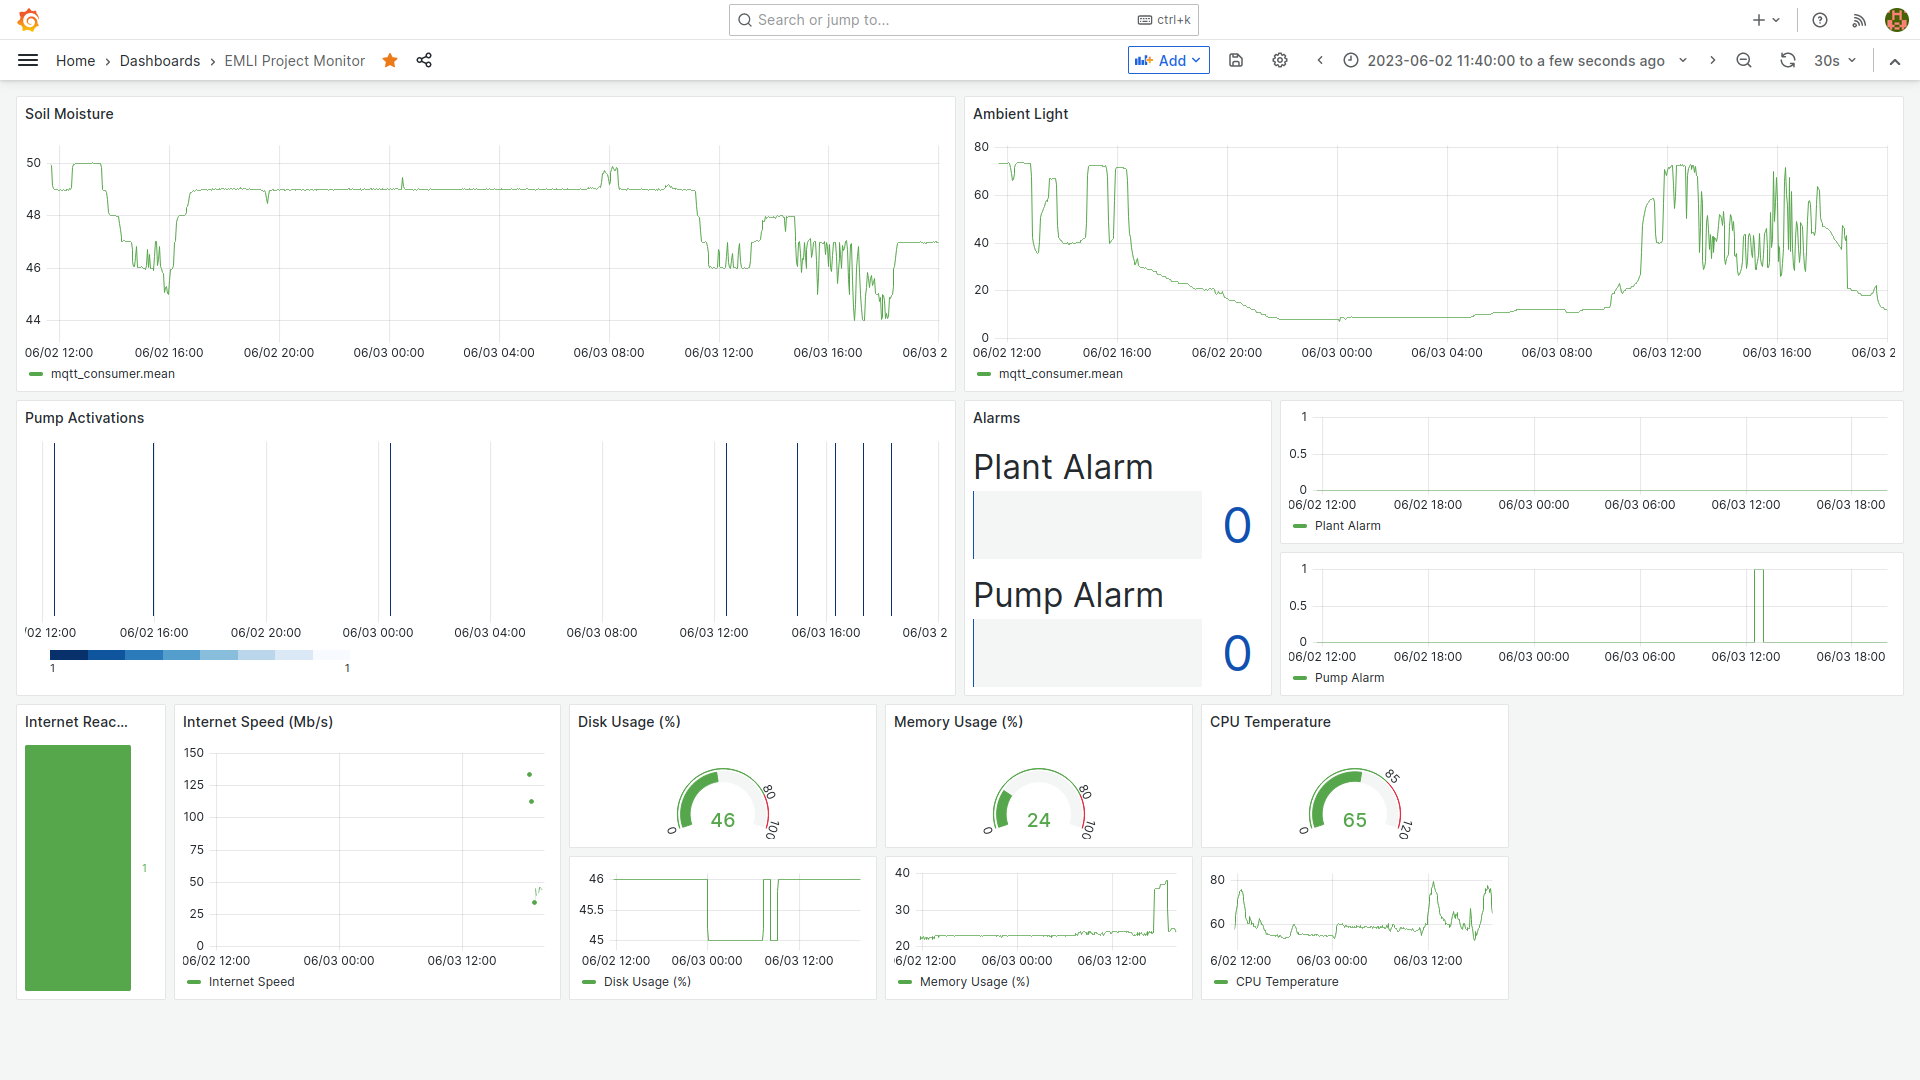 Search or jump to...
ctrl+k
Home
Dashboards
EMLI Project Monitor
Add
2023-06-02 11:40:00 to a few seconds ago
30s
Soil Moisture
50
48
46
44
06/02 12:00 06/02 16:00 06/02 20:00 06/03 00:00 06/03 04:00 06/03 08:00 06/03 12:00 06/03 16:00 06/03 2
mqtt_consumer.mean
Ambient Light
80
60
40
20
0
06/02 12:00 06/02 16:00 06/02 20:00 06/03 00:00 06/03 04:00 06/03 08:00 06/03 12:00 06/03 16:00 06/03 2
mqtt_consumer.mean
Pump Activations
/02 12:00 06/02 16:00 06/02 20:00 06/03 00:00 06/03 04:00 06/03 08:00 06/03 12:00 06/03 16:00 06/03 2
1 1
Alarms
Plant Alarm
0
Pump Alarm
0
1
0.5
0
06/02 12:00 06/02 18:00 06/03 00:00 06/03 06:00 06/03 12:00 06/03 18:00
Plant Alarm
1
0.5
0
06/02 12:00 06/02 18:00 06/03 00:00 06/03 06:00 06/03 12:00 06/03 18:00
Pump Alarm
Internet Reac...
1
Internet Speed (Mb/s)
150
125
100
75
50
25
0
06/02 12:00 06/03 00:00 06/03 12:00
Internet Speed
Disk Usage (%)
0 80 100
46
46
45.5
45
06/02 12:00 06/03 00:00 06/03 12:00
Disk Usage (%)
Memory Usage (%)
0 80 100
24
40
30
20
6/02 12:00 06/03 00:00 06/03 12:00
Memory Usage (%)
CPU Temperature
0 85 120
65
80
60
6/02 12:00 06/03 00:00 06/03 12:00
CPU Temperature